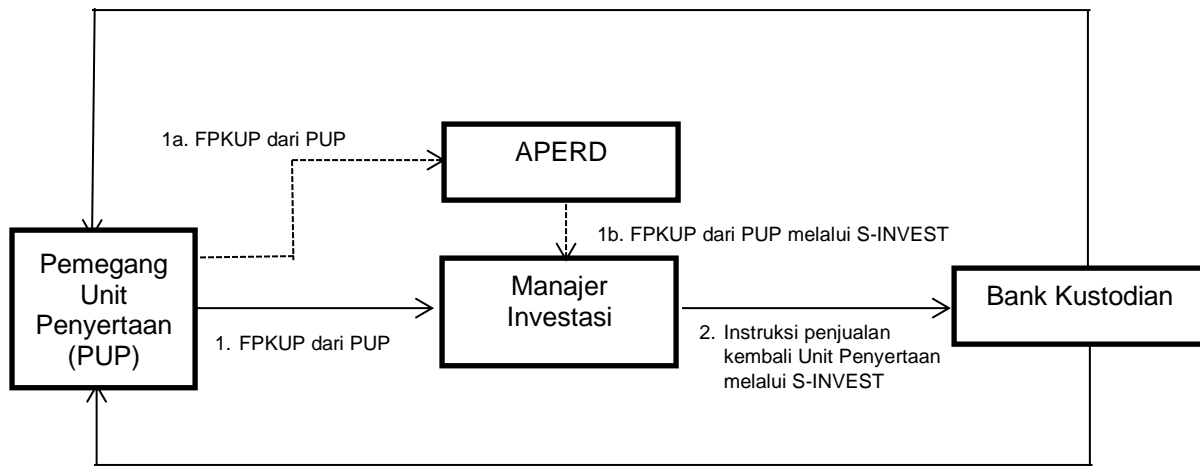 1a. FPKUP dari PUP
APERD
1b. FPKUP dari PUP melalui S-INVEST
Pemegang
Unit
Penyertaan
(PUP)
Manajer
Investasi
Bank Kustodian
1. FPKUP dari PUP
2. Instruksi penjualan
kembali Unit Penyertaan
melalui S-INVEST